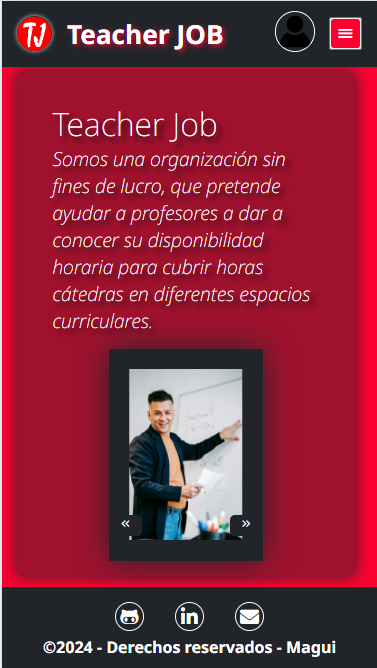 TJ Teacher JOB
Teacher Job
Somos una organización sin
fines de lucro, que pretende
ayudar a profesores a dar a
conocer su disponibilidad
horaria para cubrir horas
cátedras en diferentes espacios
curriculares.
« »
in
©2024 - Derechos reservados - Magui